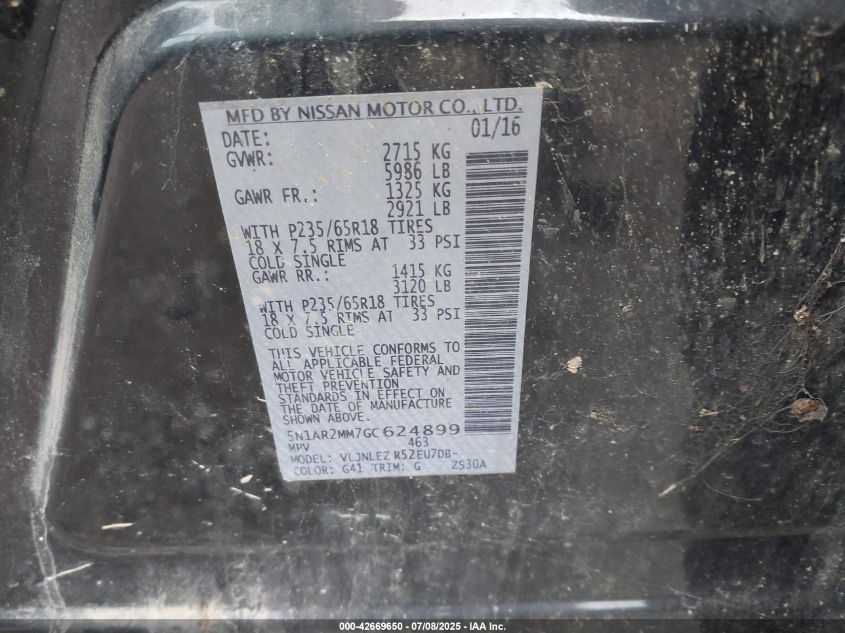 MFD BY NISSAN MOTOR CO., LTD.
DATE: 01/16
GVWR: 2715 KG
5986 LB
GAWR FR.: 1325 KG
2921 LB
WITH P235/65R18 TIRES
18 X 7.5 RIMS AT 33 PSI
COLD SINGLE
GAWR RR.: 1415 KG
3120 LB
WITH P235/65R18 TIRES
18 X 7.5 RIMS AT 33 PSI
COLD SINGLE
THIS VEHICLE CONFORMS TO
ALL APPLICABLE FEDERAL
MOTOR VEHICLE SAFETY AND
THEFT PREVENTION
STANDARDS IN EFFECT ON
THE DATE OF MANUFACTURE
SHOWN ABOVE.
5N1AR2MM7GC624899
MPV 463
MODEL: VLJNLEZ R52EU7DB-
COLOR: G41 TRIM: G ZS30A
000-42669650 - 07/08/2025 - IAA Inc.